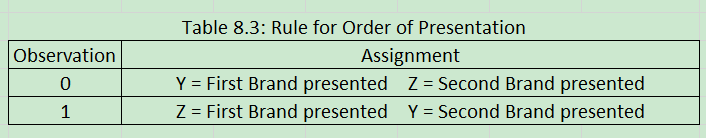 Table 8.3: Rule for Order of Presentation
Observation Assignment
0 Y = First Brand presented Z = Second Brand presented
1 Z = First Brand presented Y = Second Brand presented